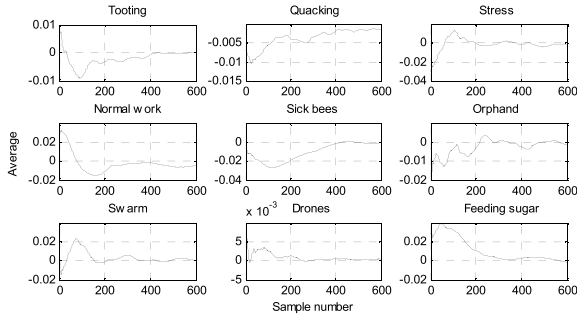 Tooting
Quacking
Stress
0.01
0
-0.01
0 200 400 600
-0.005
-0.01
-0.015
0 200 400 600
0.02
0
-0.02
0 200 400 600
Normal work
Sick bees
Orphand
Average
0.02
0
-0.02
0 200 400 600
0
-0.02
-0.04
0 200 400 600
0
-0.01
-0.02
0 200 400 600
Swarm
Drones
Feeding sugar
0.02
0
-0.02
0 200 400 600
x 10-3
5
0
-5
0 200 400 600
0.02
0
-0.02
0 200 400 600
Sample number